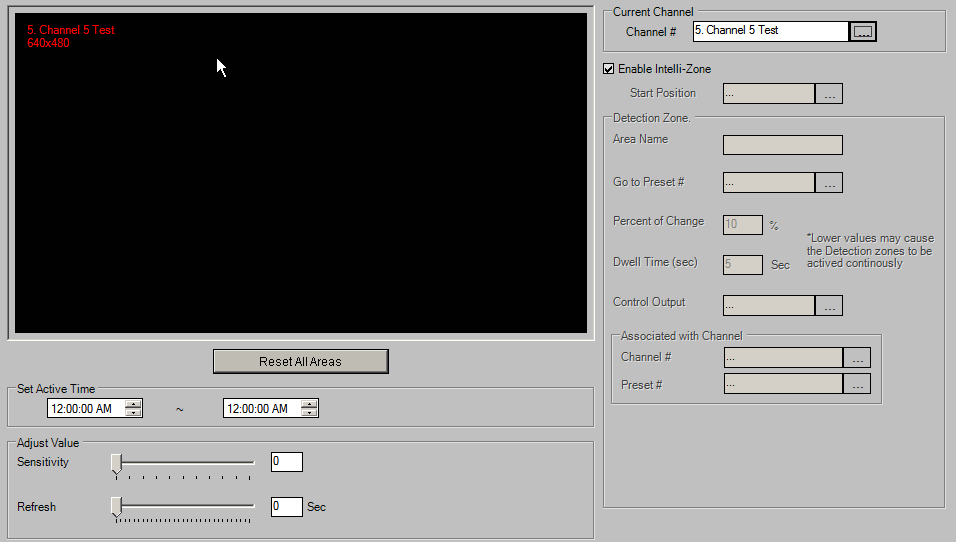 5. Channel 5 Test
640x480
Reset All Areas
Set Active Time
12:00:00 AM ~ 12:00:00 AM
Adjust Value
Sensitivity 0
Refresh 0 Sec
Current Channel
Channel # 5. Channel 5 Test ...
Enable Intelli-Zone
Start Position ... ...
Detection Zone.
Area Name
Go to Preset # ... ...
Percent of Change 10 %
*Lower values may cause
the Detection zones to be
actived continously
Dwell Time (sec) 5 Sec
Control Output ... ...
Associated with Channel
Channel # ... ...
Preset # ... ...